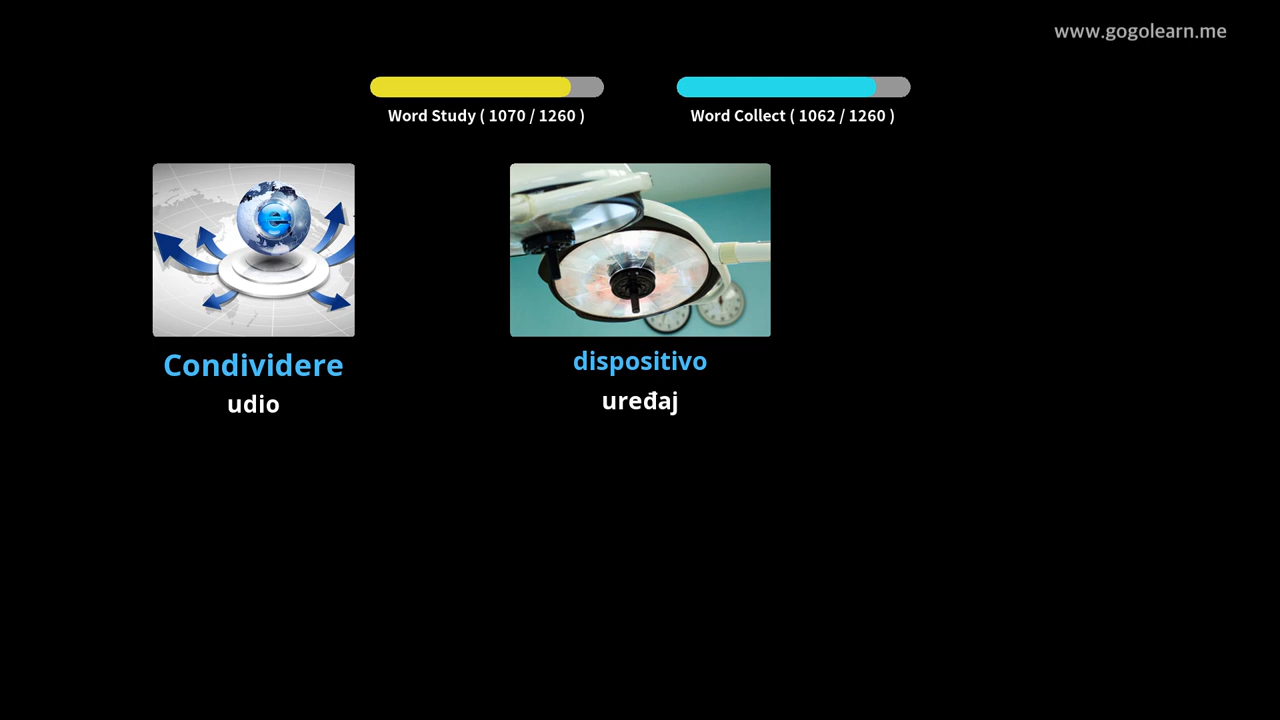 www.gogolearn.me
Word Study ( 1070 / 1260 )
Word Collect ( 1062 / 1260 )
e
Condividere
udio
dispositivo
uređaj